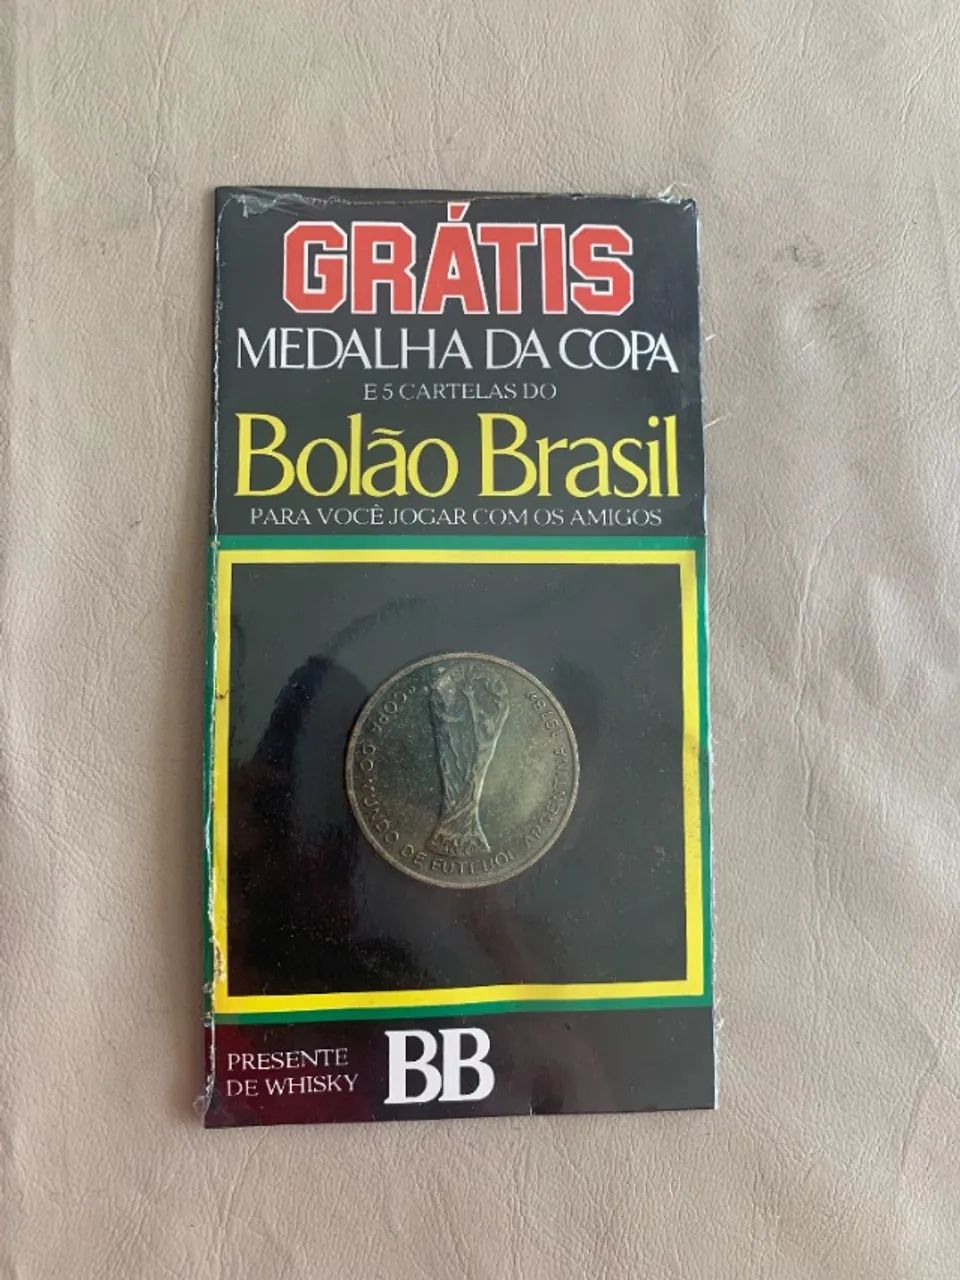 GRÁTIS
MEDALHA DA COPA
E 5 CARTELAS DO
Bolão Brasil
PARA VOCÊ JOGAR COM OS AMIGOS
COPA DO MUNDO DE FUTEBOL ARGENTINA 1978
PRESENTE
DE WHISKY
BB